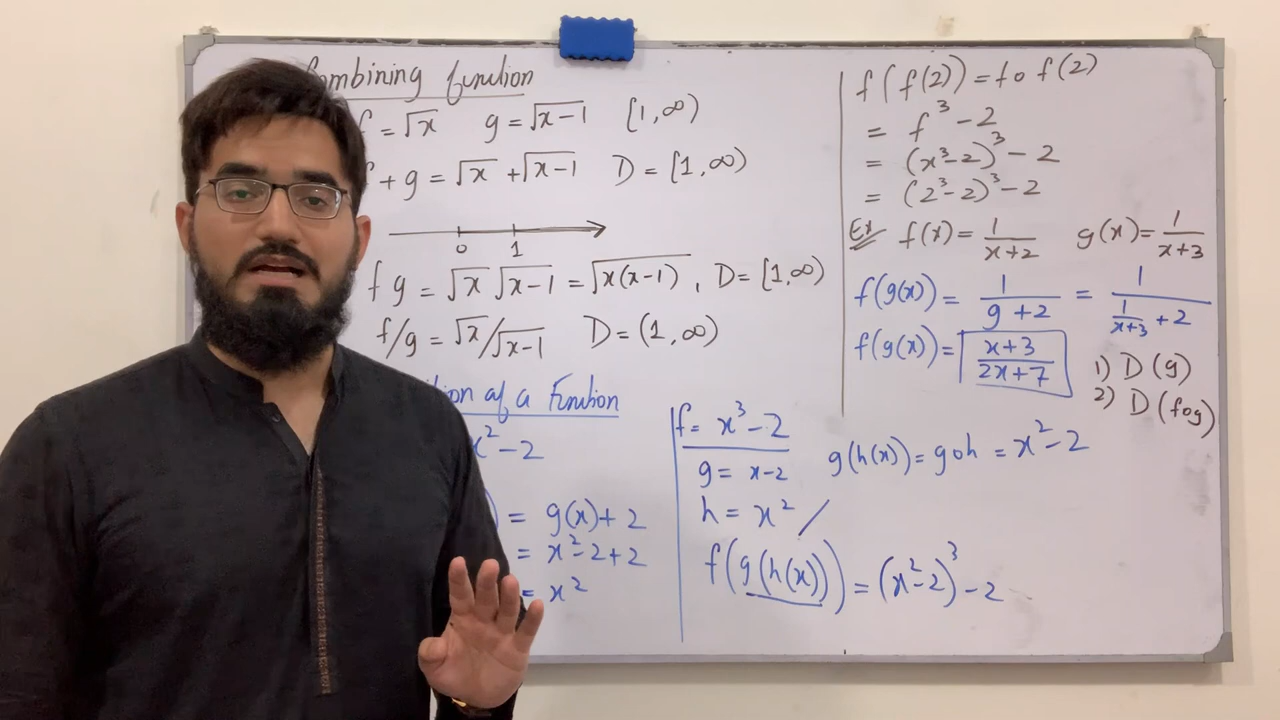 Combining function
f = √x g = √x-1 [1,∞)
f + g = √x + √x-1 D = [1,∞)
0 1
f g = √x √x-1 = √x(x-1) , D = [1,∞)
f/g = √x/√x-1 D = (1,∞)
of a Function
x²-2
= g(x)+2
= x²-2+2
= x²
f = x³-2
g = x-2
h = x²
g(h(x)) = goh = x²-2
f(g(h(x))) = (x²-2)³-2
f(f(2)) = fof(2)
= f³-2
= (x³-2)³-2
= (2³-2)³-2
Ex f(x) = 1/x+2 g(x) = 1/x+3
f(g(x)) = 1/g+2 = 1/1/x+3 + 2
f(g(x)) = x+3/2x+7
1) D(g)
2) D(fog)